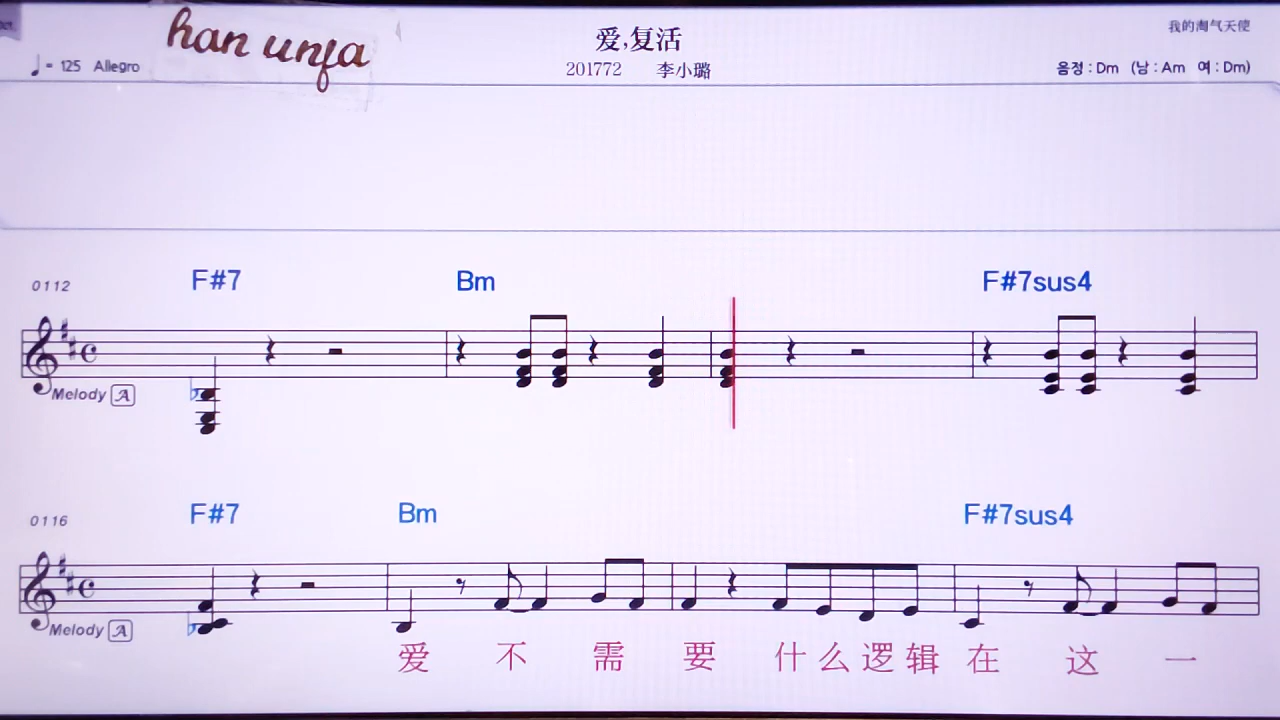 han unfa
爱,复活
我的淘气天使
♩= 125 Allegro
201772 李小璐
음정 : Dm (남 : Am 여 : Dm)
0112 F#7 Bm F#7sus4
Melody A
0116 F#7 Bm F#7sus4
Melody A
爱 不 需 要 什 么 逻 辑 在 这 一